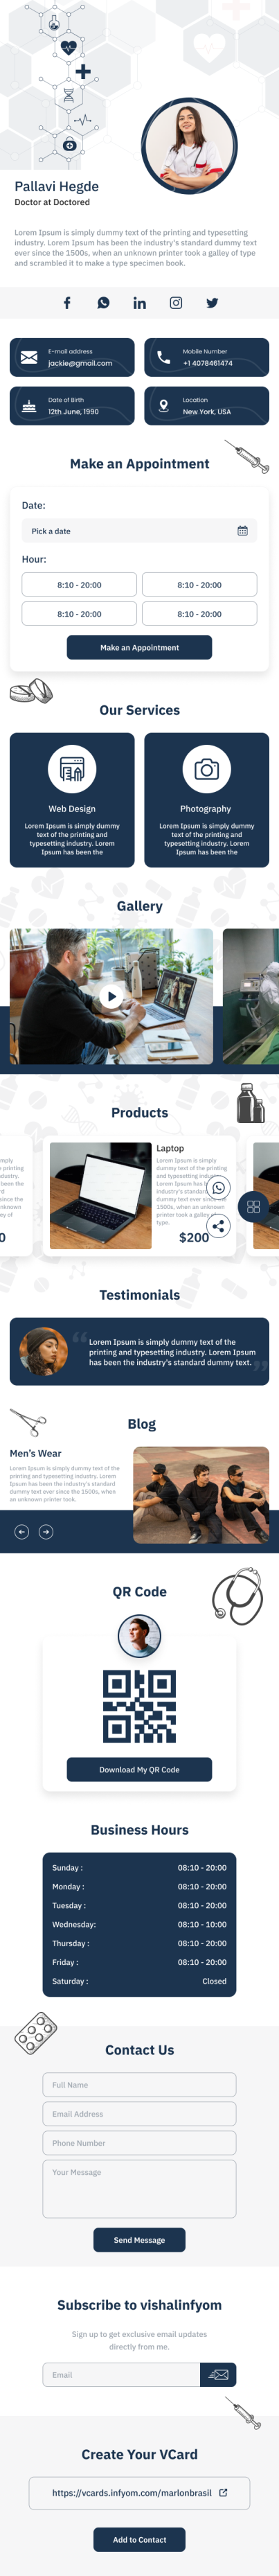 Pallavi Hegde
Doctor at Doctored
Lorem Ipsum is simply dummy text of the printing and typesetting
industry. Lorem Ipsum has been the industry's standard dummy text
ever since the 1500s, when an unknown printer took a galley of type
and scrambled it to make a type specimen book.
E-mail address
jackie@gmail.com
Mobile Number
+1 4078461474
Date of Birth
12th June, 1990
Location
New York, USA
Make an Appointment
Date:
Pick a date
Hour:
8:10 - 20:00
8:10 - 20:00
8:10 - 20:00
8:10 - 20:00
Make an Appointment
Our Services
Web Design
Lorem Ipsum is simply dummy
text of the printing and
typesetting industry. Lorem
Ipsum has been the
Photography
Lorem Ipsum is simply dummy
text of the printing and
typesetting industry. Lorem
Ipsum has been the
Gallery
Products
Laptop
Lorem Ipsum is simply
dummy text of the printing
and typesetting
Lorem Ipsum has
industry's standard
dummy text ever
1500s, when an unknown
printer took a galley of
type.
$200
Testimonials
Lorem Ipsum is simply dummy text of the
printing and typesetting industry. Lorem Ipsum
has been the industry's standard dummy text.
Blog
Men's Wear
Lorem Ipsum is simply dummy text of the
printing and typesetting industry. Lorem
Ipsum has been the industry's standard
dummy text ever since the 1500s, when
an unknown printer took.
QR Code
Download My QR Code
Business Hours
Sunday : 08:10 - 20:00
Monday : 08:10 - 20:00
Tuesday : 08:10 - 20:00
Wednesday: 08:10 - 10:00
Thursday : 08:10 - 20:00
Friday : 08:10 - 20:00
Saturday : Closed
Contact Us
Full Name
Email Address
Phone Number
Your Message
Send Message
Subscribe to vishalinfyom
Sign up to get exclusive email updates
directly from me.
Email
Create Your VCard
https://vcards.infyom.com/marlonbrasil
Add to Contact